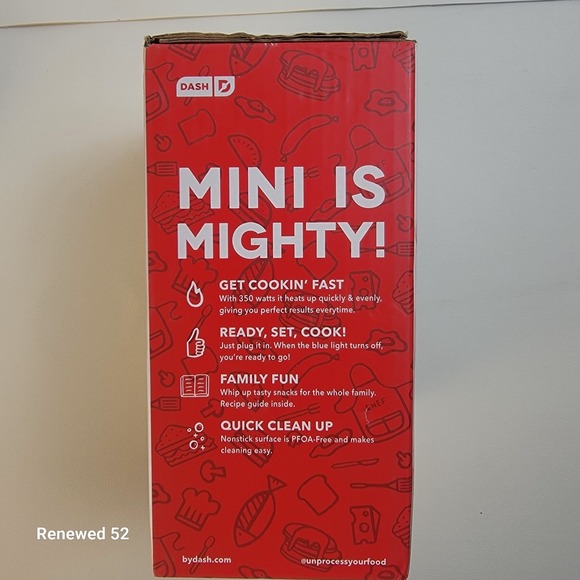 DASH
MINI IS
MIGHTY!
GET COOKIN' FAST
With 350 watts it heats up quickly & evenly,
giving you perfect results everytime.
READY, SET, COOK!
Just plug it in. When the blue light turns off,
you're ready to go!
FAMILY FUN
Whip up tasty snacks for the whole family.
Recipe guide inside.
CHEF
QUICK CLEAN UP
Nonstick surface is PFOA-Free and makes
cleaning easy.
Renewed 52
bydash.com
@unprocessyourfood